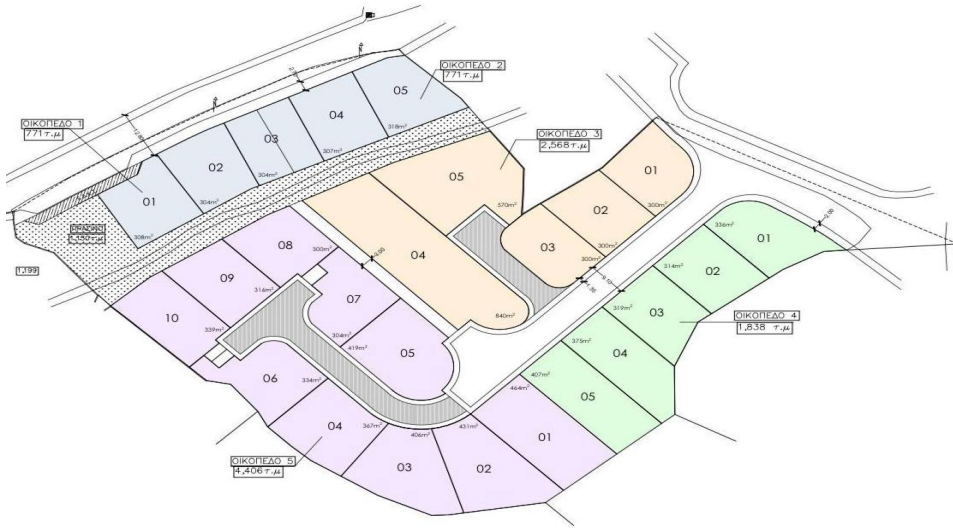 ΟΙΚΟΠΕΔΟ 2
771τ.μ
ΟΙΚΟΠΕΔΟ 1
771τ.μ
ΟΙΚΟΠΕΔΟ 3
2,568τ.μ
05
318m²
04
307m²
03
304m²
02
304m²
01
308m²
ΠΡΑΣΙΝΟ
1,199
05
570m²
04
840m²
01
300m²
02
300m²
03
300m²
01
336m²
02
314m²
03
319m²
04
375m²
05
407m²
ΟΙΚΟΠΕΔΟ 4
1,838 τ.μ
08
300m²
09
316m²
10
339m²
07
304m²
05
419m²
06
334m²
04
367m²
03
406m²
02
431m²
01
464m²
ΟΙΚΟΠΕΔΟ 5
4,406τ.μ